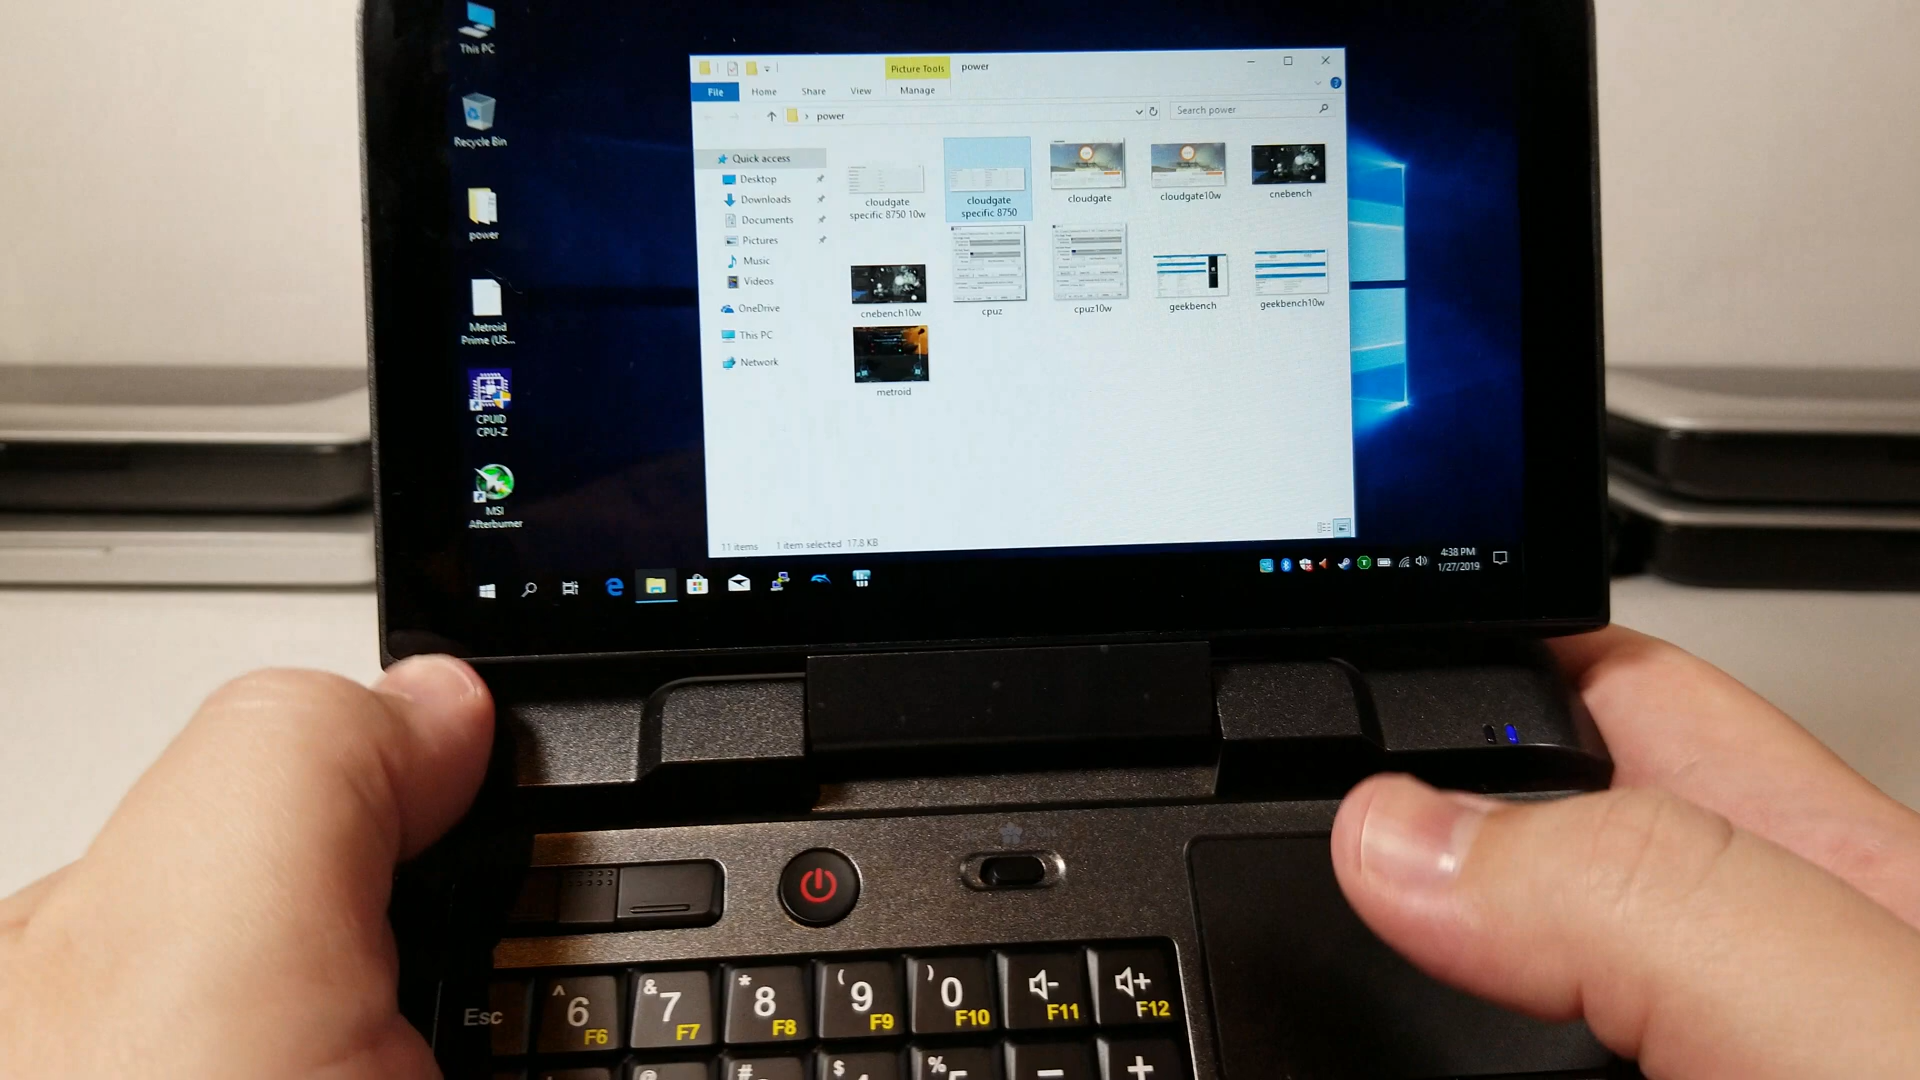 This PC
Recycle Bin
power
Metroid
Prime (US...
CPUID
CPU-Z
MSI
Afterburner
Picture Tools
power
File
Home
Share
View
Manage
power
Search power
Quick access
Desktop
Downloads
Documents
Pictures
Music
Videos
OneDrive
This PC
Network
cloudgate
specific 8750 10w
cloudgate
specific 8750
cloudgate
cloudgate10w
cnebench
cnebench10w
cpuz
cpuz10w
geekbench
geekbench10w
metroid
11 items
1 item selected 17.8 KB
4:38 PM
1/27/2019
Esc
^ 6 F6
& 7 F7
* 8 F8
( 9 F9
) 0 F10
- F11
+ F12
@
#
$
%
−
+